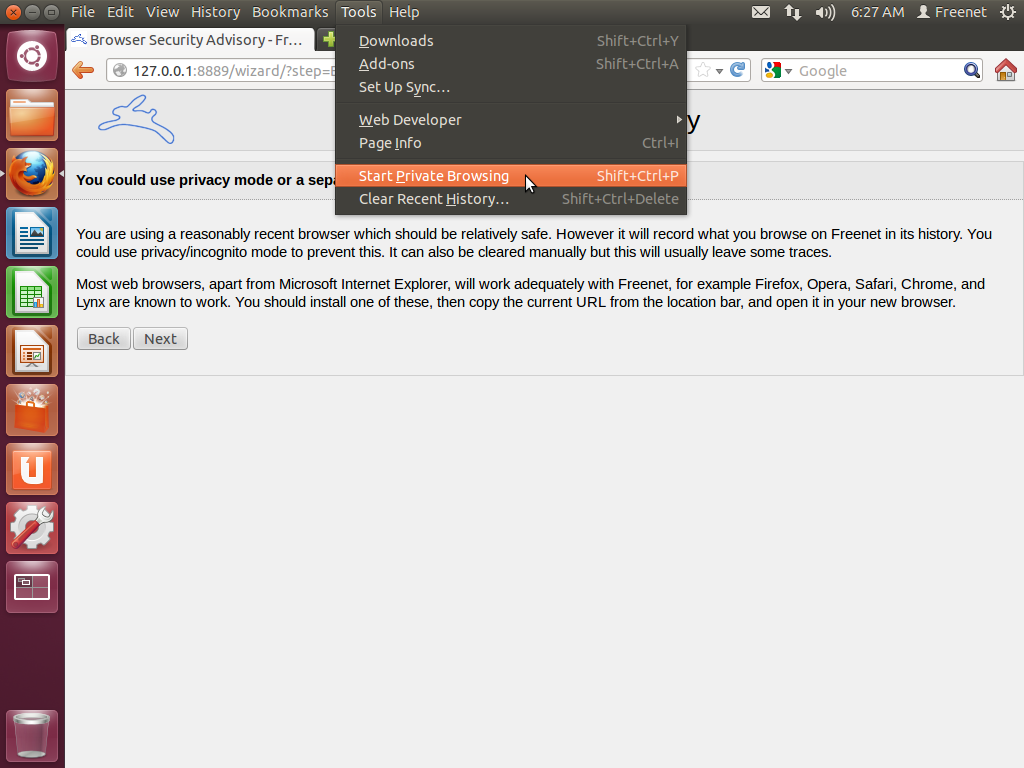 File Edit View History Bookmarks Tools Help 6:27 AM Freenet
Browser Security Advisory - Fr...
127.0.0.1:8889/wizard/?step= Google
Downloads Shift+Ctrl+Y
Add-ons Shift+Ctrl+A
Set Up Sync...
Web Developer
Page Info Ctrl+I
Start Private Browsing Shift+Ctrl+P
Clear Recent History... Shift+Ctrl+Delete
y
You could use privacy mode or a sepa
You are using a reasonably recent browser which should be relatively safe. However it will record what you browse on Freenet in its history. You
could use privacy/incognito mode to prevent this. It can also be cleared manually but this will usually leave some traces.
Most web browsers, apart from Microsoft Internet Explorer, will work adequately with Freenet, for example Firefox, Opera, Safari, Chrome, and
Lynx are known to work. You should install one of these, then copy the current URL from the location bar, and open it in your new browser.
Back Next